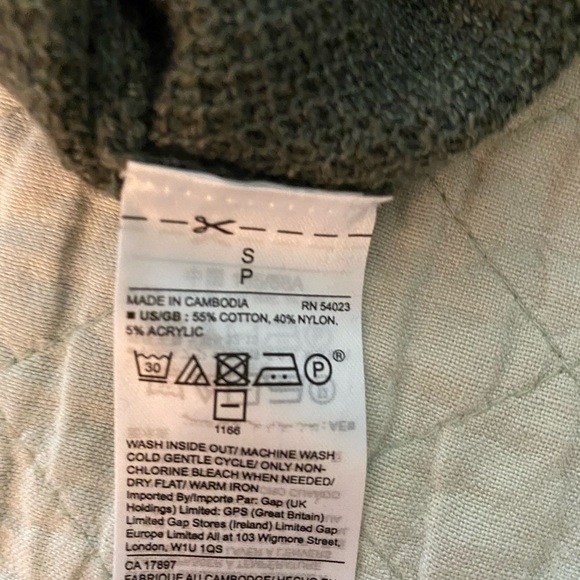 S
P
MADE IN CAMBODIA RN 54023
■ US/GB : 55% COTTON, 40% NYLON,
5% ACRYLIC
30 P ®
1166
WASH INSIDE OUT/ MACHINE WASH
COLD GENTLE CYCLE/ ONLY NON-
CHLORINE BLEACH WHEN NEEDED/
DRY FLAT/ WARM IRON
Imported By/Importe Par: Gap (UK
Holdings) Limited: GPS (Great Britain)
Limited Gap Stores (Ireland) Limited Gap
Europe Limited All at 103 Wigmore Street,
London, W1U 1QS
CA 17897
FABRIQUE AU CAMBODGE/